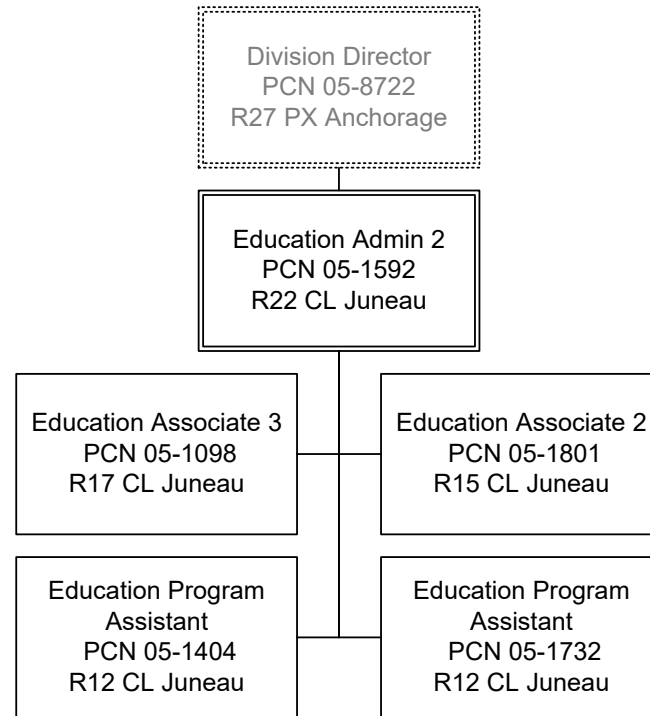 Division Director
PCN 05-8722
R27 PX Anchorage
Education Admin 2
PCN 05-1592
R22 CL Juneau
Education Associate 3
PCN 05-1098
R17 CL Juneau
Education Associate 2
PCN 05-1801
R15 CL Juneau
Education Program
Assistant
PCN 05-1404
R12 CL Juneau
Education Program
Assistant
PCN 05-1732
R12 CL Juneau